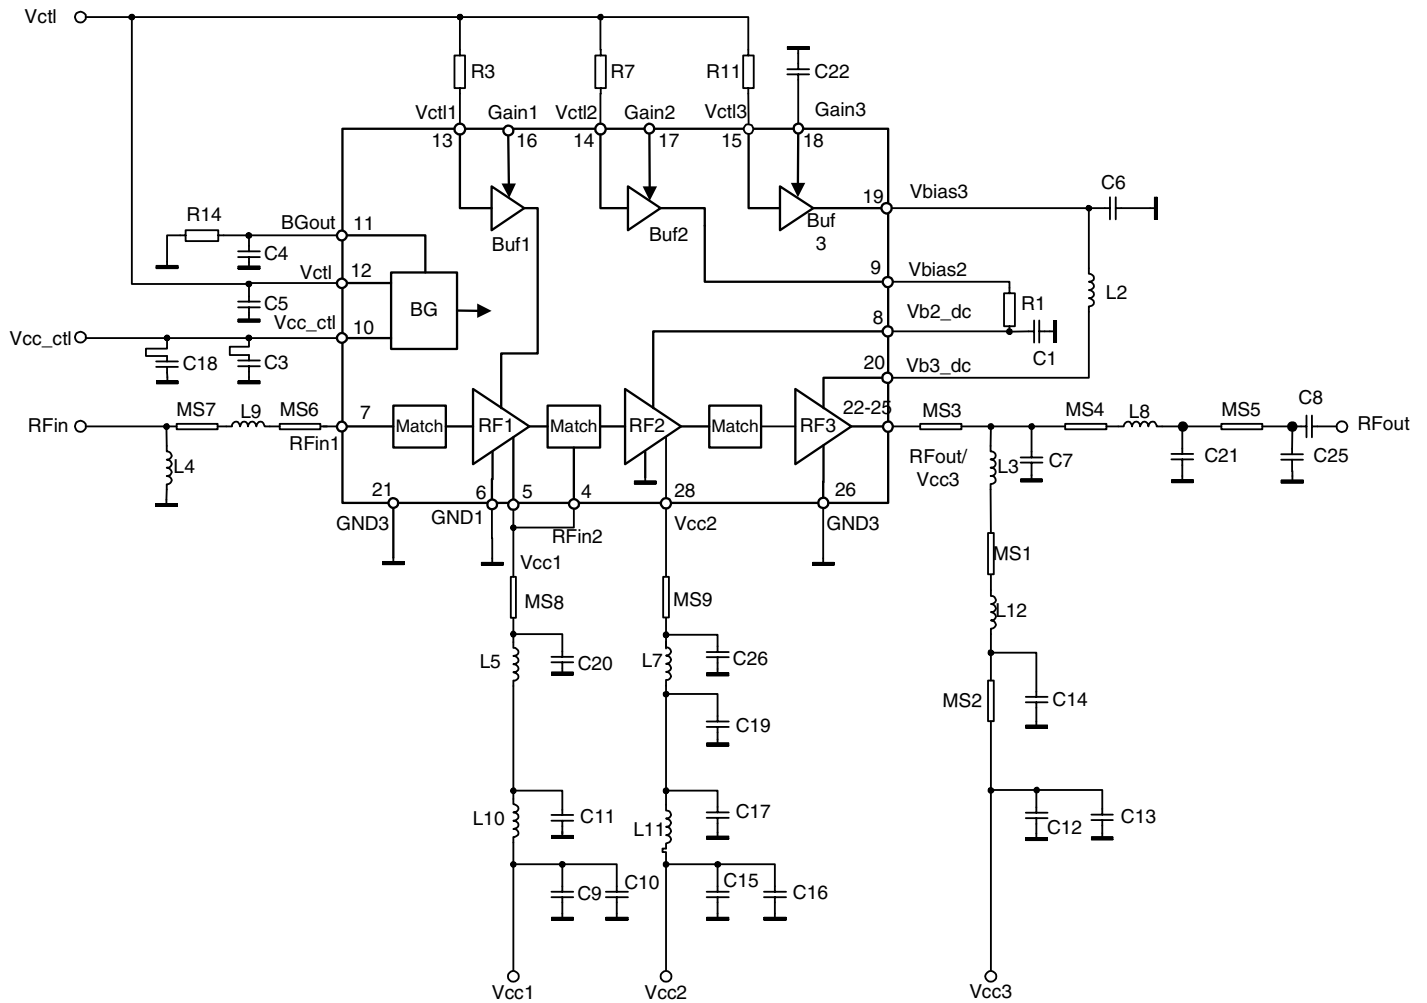 Vctl
R3
R7
R11
C22
Vctl1
Gain1
Vctl2
Gain2
Vctl3
Gain3
13
16
14
17
15
18
Buf1
Buf2
Buf
3
19
Vbias3
C6
R14
BGout
11
C4
Vctl
12
C5
BG
9
Vbias2
R1
L2
Vcc_ctl
Vcc_ctl
10
C18
C3
8
Vb2_dc
C1
20
Vb3_dc
RFin
MS7
L9
MS6
RFin1
7
Match
RF1
Match
RF2
Match
RF3
22-25
MS3
RFout/
Vcc3
MS4
L8
MS5
C8
RFout
L4
L3
C7
C21
C25
21
GND3
6
GND1
5
4
RFin2
28
Vcc2
26
GND3
Vcc1
MS8
MS9
MS1
L12
L5
C20
L7
C26
MS2
C14
C19
L10
C11
L11
C17
C12
C13
C9
C10
C15
C16
Vcc1
Vcc2
Vcc3